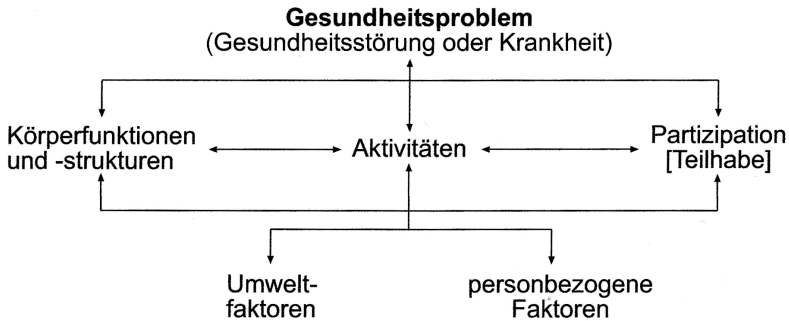 Gesundheitsproblem
(Gesundheitsstörung oder Krankheit)
Körperfunktionen
und -strukturen
Aktivitäten
Partizipation
[Teilhabe]
Umwelt-
faktoren
personbezogene
Faktoren